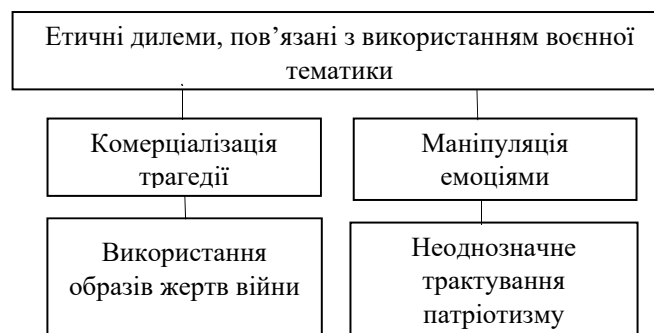 Етичні дилеми, пов’язані з використанням воєнної
тематики
Комерціалізація
трагедії
Маніпуляція
емоціями
Використання
образів жертв війни
Неоднозначне
трактування
патріотизму